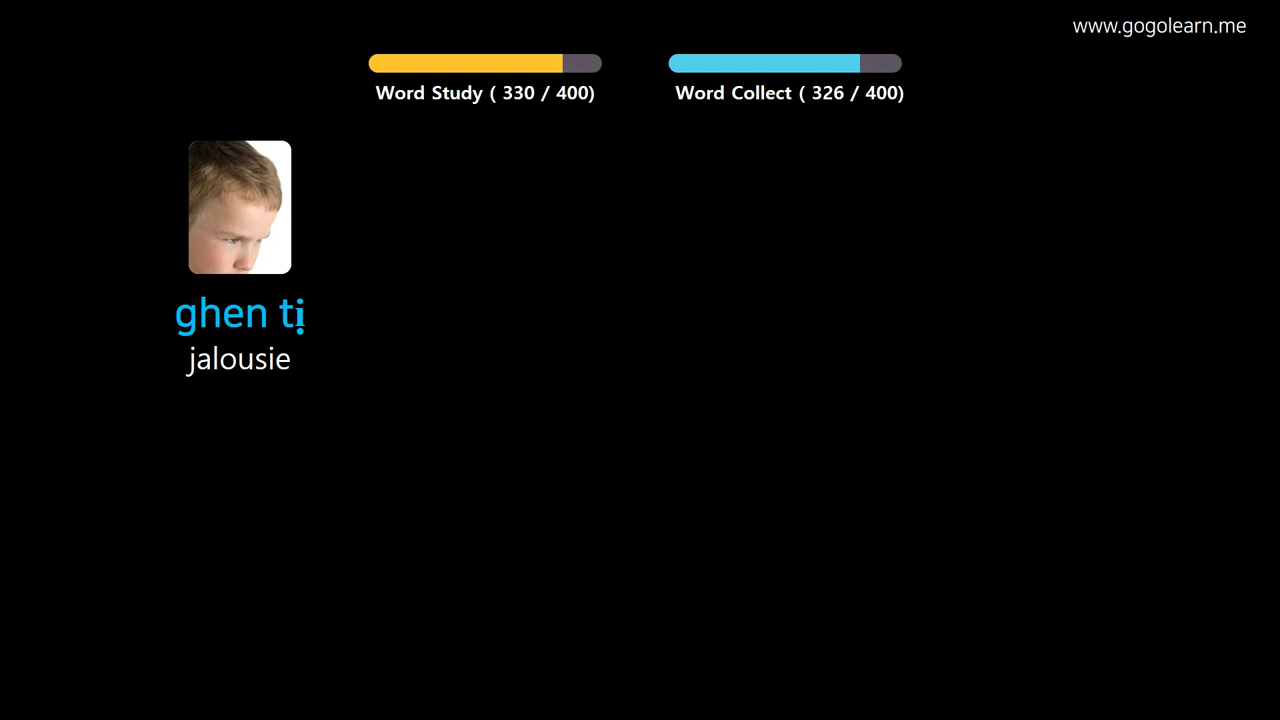 www.gogolearn.me
Word Study ( 330 / 400)
Word Collect ( 326 / 400)
ghen tị
jalousie